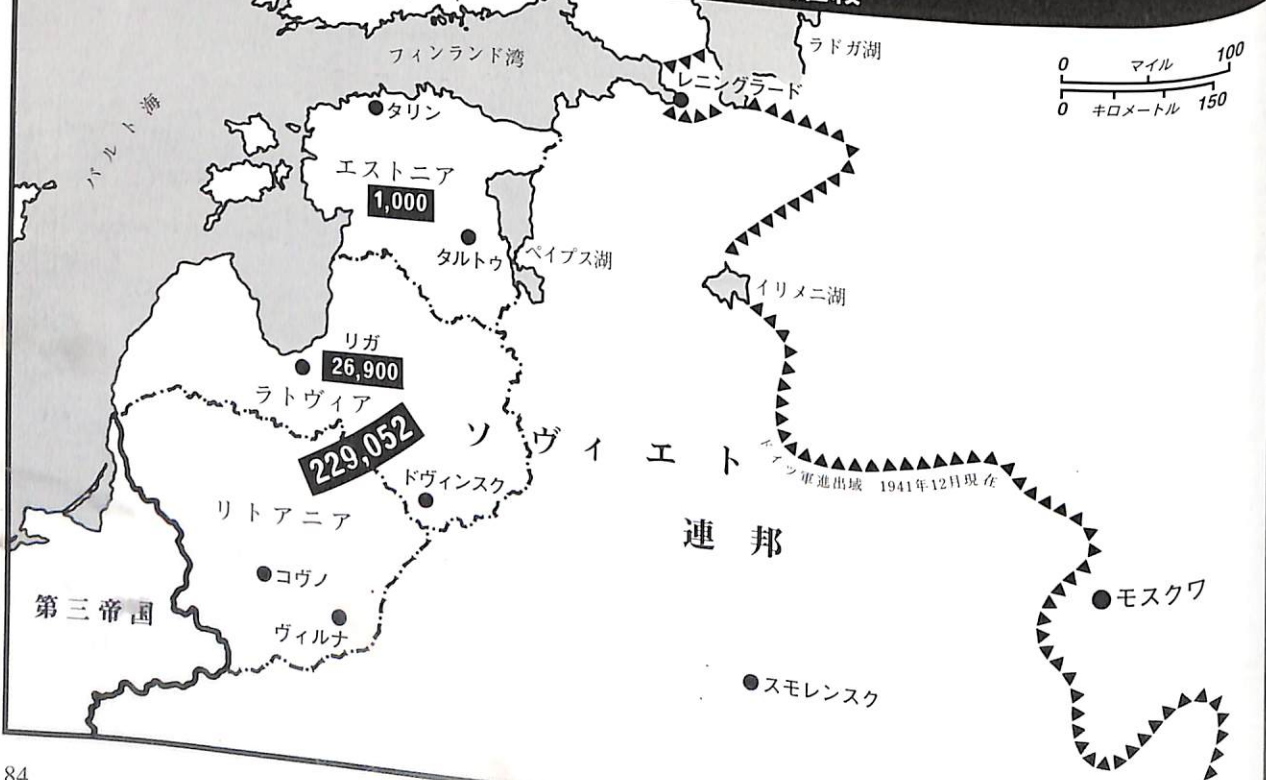 ラドガ湖
0 マイル 100
0 キロメートル 150
フィンランド湾
レニングラード
バルト海
タリン
エストニア
1,000
タルトゥ
ペイプス湖
イリメニ湖
リガ
26,900
ラトヴィア
229,052
ソヴィエト
連邦
ドイツ軍進出域 1941年12月現在
ドヴィンスク
リトアニア
コヴノ
ヴィルナ
第三帝国
モスクワ
スモレンスク
84